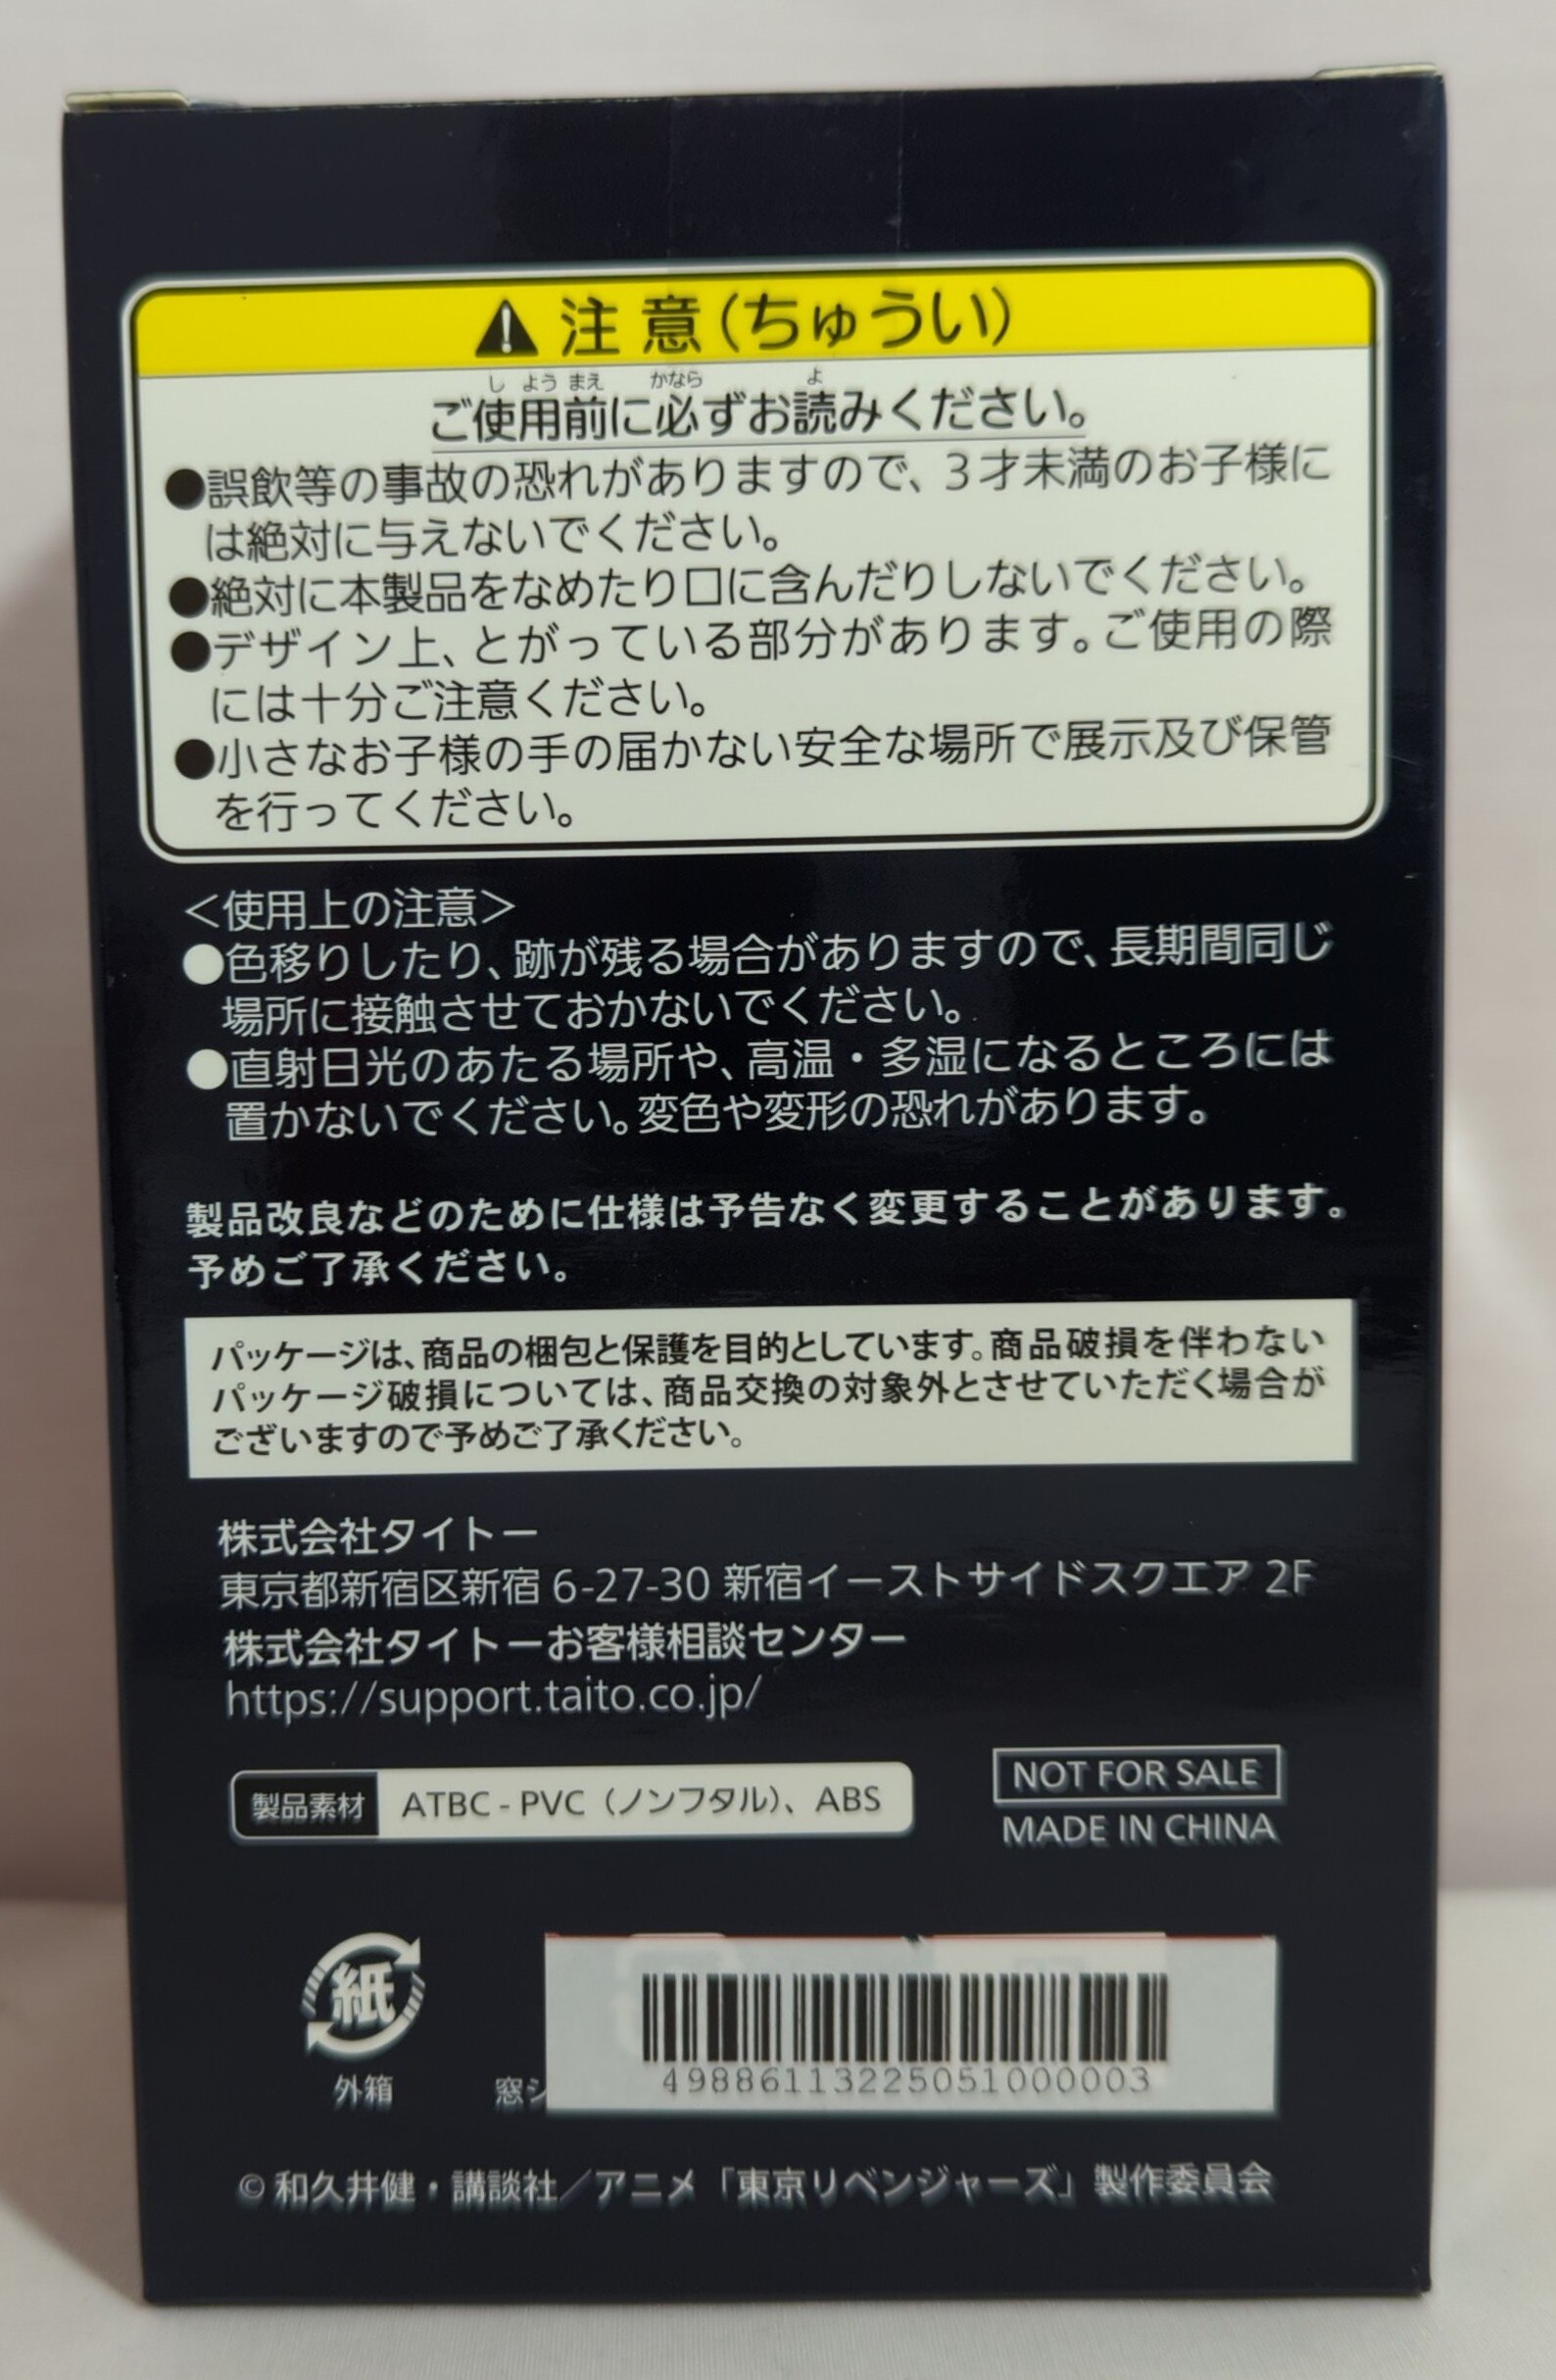 注意(ちゅうい)
しようまえ かなら よ
ご使用前に必ずお読みください。
●誤飲等の事故の恐れがありますので、3才未満のお子様に
は絶対に与えないでください。
●絶対に本製品をなめたり口に含んだりしないでください。
●デザイン上、とがっている部分があります。ご使用の際
には十分ご注意ください。
●小さなお子様の手の届かない安全な場所で展示及び保管
を行ってください。
<使用上の注意>
●色移りしたり、跡が残る場合がありますので、長期間同じ
場所に接触させておかないでください。
●直射日光のあたる場所や、高温・多湿になるところには
置かないでください。変色や変形の恐れがあります。
製品改良などのために仕様は予告なく変更することがあります。
予めご了承ください。
パッケージは、商品の梱包と保護を目的としています。商品破損を伴わない
パッケージ破損については、商品交換の対象外とさせていただく場合が
ございますので予めご了承ください。
株式会社タイトー
東京都新宿区新宿 6-27-30 新宿イーストサイドスクエア 2F
株式会社タイトーお客様相談センター
https://support.taito.co.jp/
製品素材 ATBC-PVC(ノンフタル)、ABS
NOT FOR SALE
MADE IN CHINA
紙
外箱
窓シ
49886113225051000003
© 和久井健・講談社/アニメ「東京リベンジャーズ」製作委員会